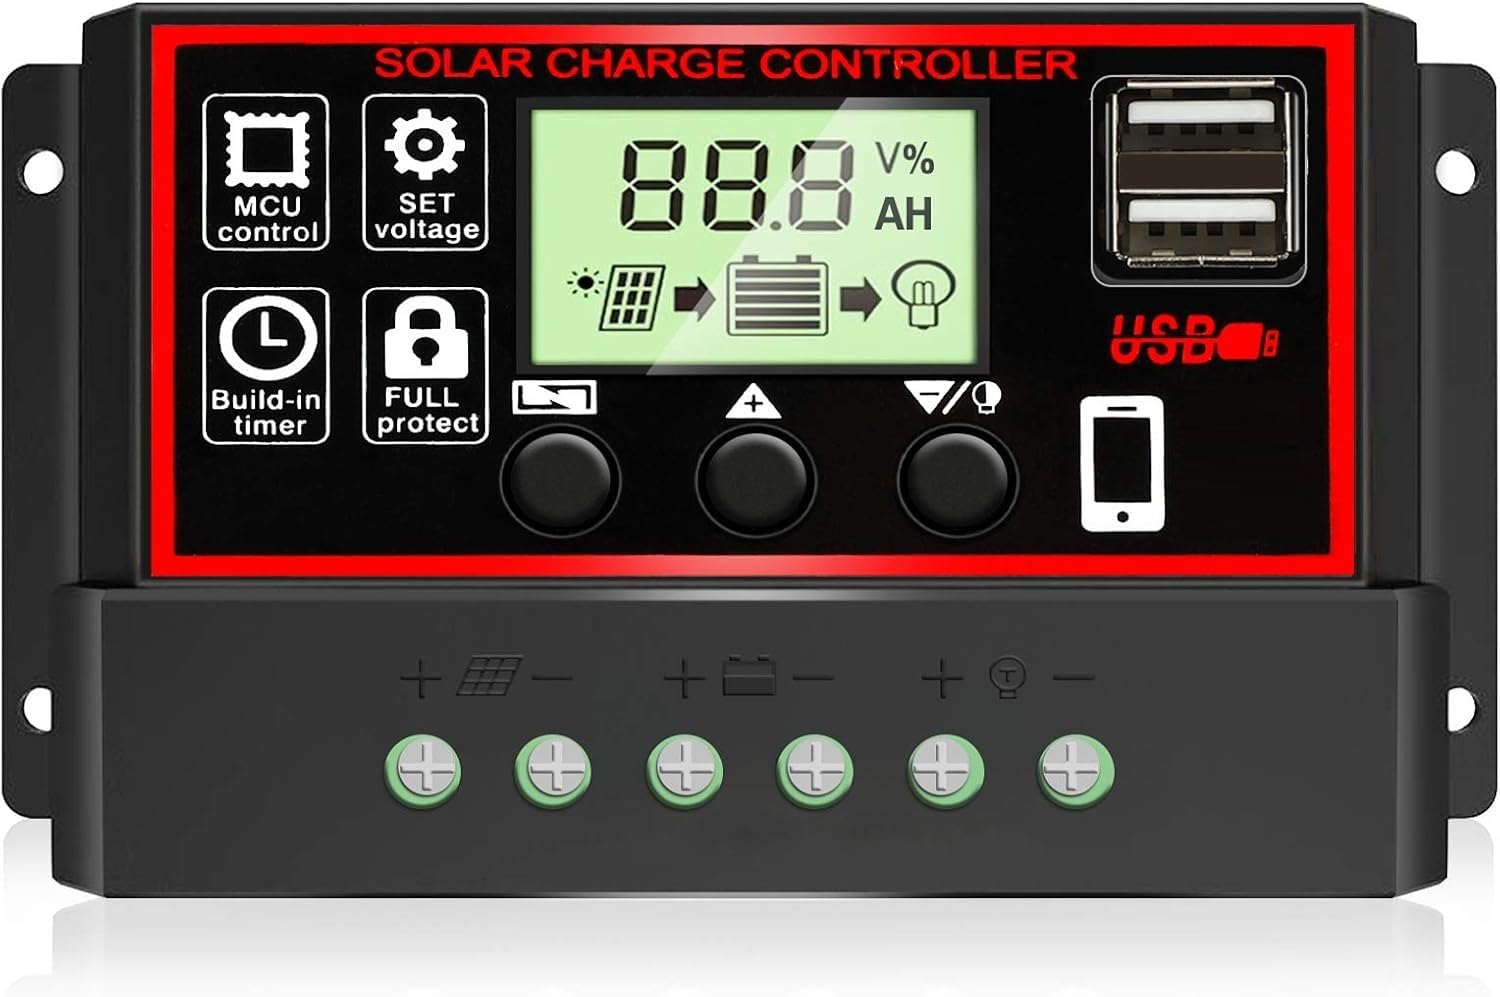 SOLAR CHARGE CONTROLLER
MCU
control
SET
voltage
88.8 V%
AH
Build-in
timer
FULL
protect
+
−/
USB
+ −
+ −
+ T −